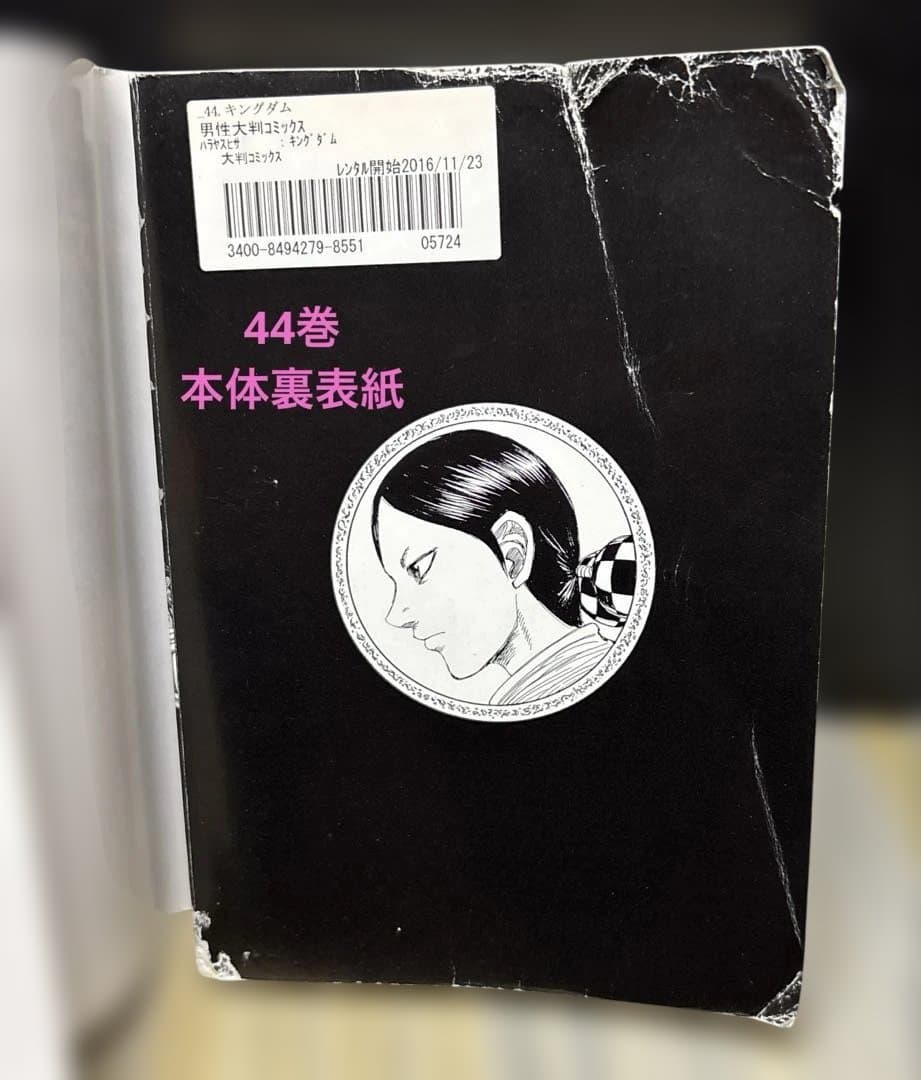 _44.キングダム
男性大判コミックス
ハラヤスヒサ : キングダム
大判コミックス
レンタル開始2016/11/23
3400-8494279-8551 05724
44巻
本体裏表紙